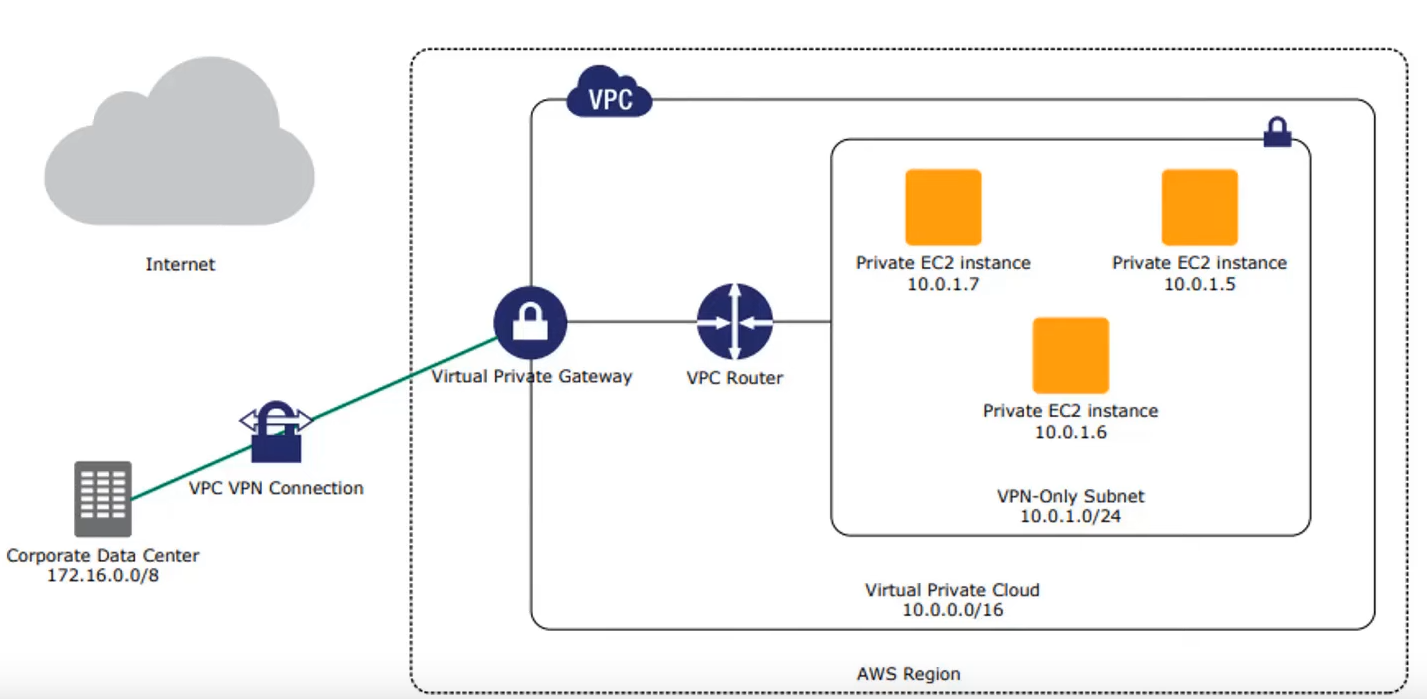 VPC
Internet
Private EC2 instance
10.0.1.7
Private EC2 instance
10.0.1.5
Virtual Private Gateway
VPC Router
Private EC2 instance
10.0.1.6
VPC VPN Connection
VPN-Only Subnet
10.0.1.0/24
Corporate Data Center
172.16.0.0/8
Virtual Private Cloud
10.0.0.0/16
AWS Region